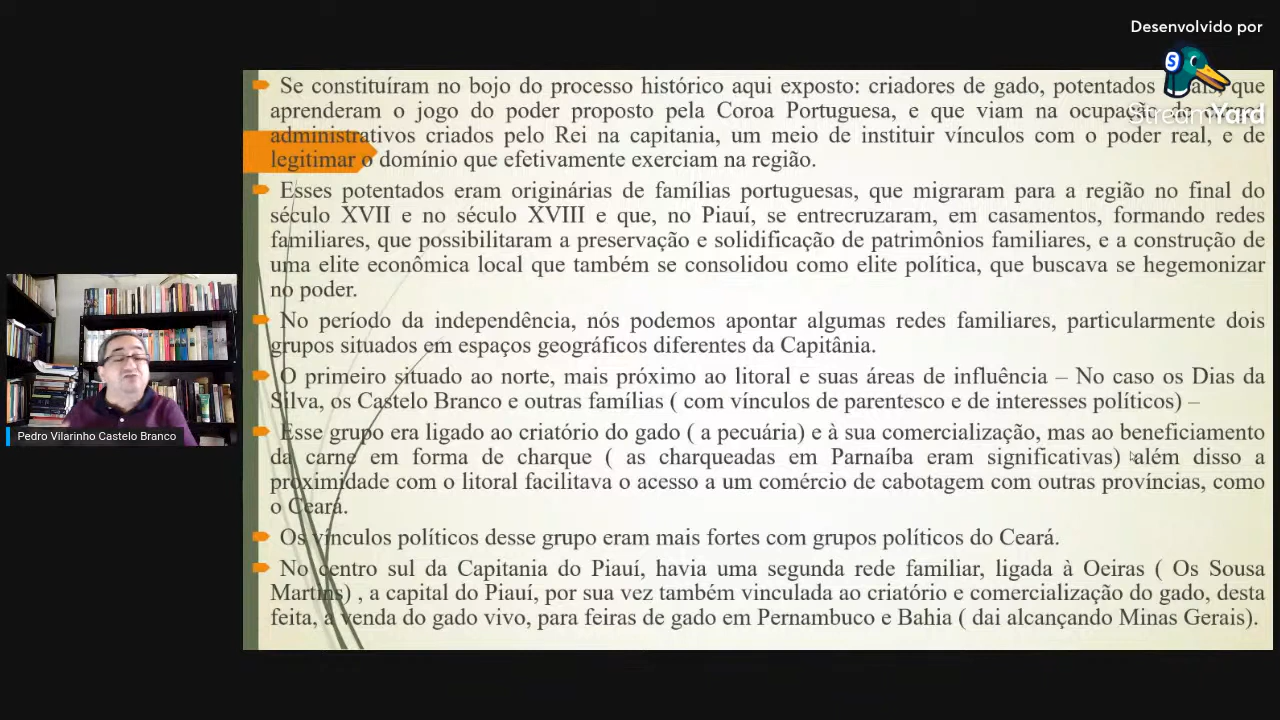 Desenvolvido por
StreamYard
Se constituíram no bojo do processo histórico aqui exposto: criadores de gado, potentados que
aprenderam o jogo do poder proposto pela Coroa Portuguesa, e que viam na ocupação
administrativos criados pelo Rei na capitania, um meio de instituir vínculos com o poder real, e de
legitimar o domínio que efetivamente exerciam na região.
Esses potentados eram originárias de famílias portuguesas, que migraram para a região no final do
século XVII e no século XVIII e que, no Piauí, se entrecruzaram, em casamentos, formando redes
familiares, que possibilitaram a preservação e solidificação de patrimônios familiares, e a construção de
uma elite econômica local que também se consolidou como elite política, que buscava se hegemonizar
no poder.
No período da independência, nós podemos apontar algumas redes familiares, particularmente dois
grupos situados em espaços geográficos diferentes da Capitânia.
O primeiro situado ao norte, mais próximo ao litoral e suas áreas de influência – No caso os Dias da
Silva, os Castelo Branco e outras famílias ( com vínculos de parentesco e de interesses políticos) –
Esse grupo era ligado ao criatório do gado ( a pecuária) e à sua comercialização, mas ao beneficiamento
da carne em forma de charque ( as charqueadas em Parnaíba eram significativas) além disso a
proximidade com o litoral facilitava o acesso a um comércio de cabotagem com outras províncias, como
o Ceará.
Os vínculos políticos desse grupo eram mais fortes com grupos políticos do Ceará.
No centro sul da Capitania do Piauí, havia uma segunda rede familiar, ligada à Oeiras ( Os Sousa
Martins) , a capital do Piauí, por sua vez também vinculada ao criatório e comercialização do gado, desta
feita, a venda do gado vivo, para feiras de gado em Pernambuco e Bahia ( dai alcançando Minas Gerais).
Pedro Vilarinho Castelo Branco